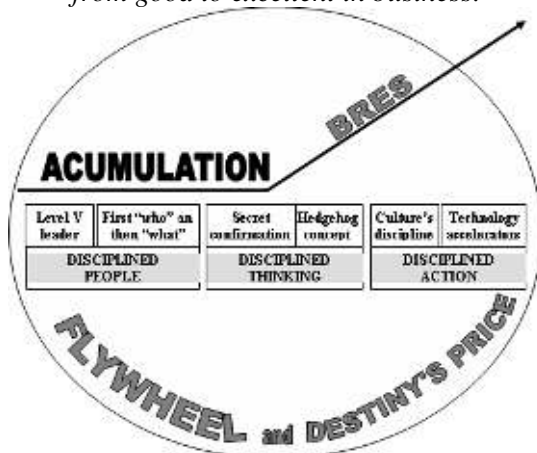 from good to excellent in business.
BRES
ACUMULATION
Level V
leader
First "who" an
then "what"
Secret
confirmation
Hedgehog
concept
Culture's
discipline
Technology
accelarators
DISCIPLINED
PEOPLE
DISCIPLINED
THINKING
DISCIPLINED
ACTION
FLYWHEEL and DESTINY'S PRICE